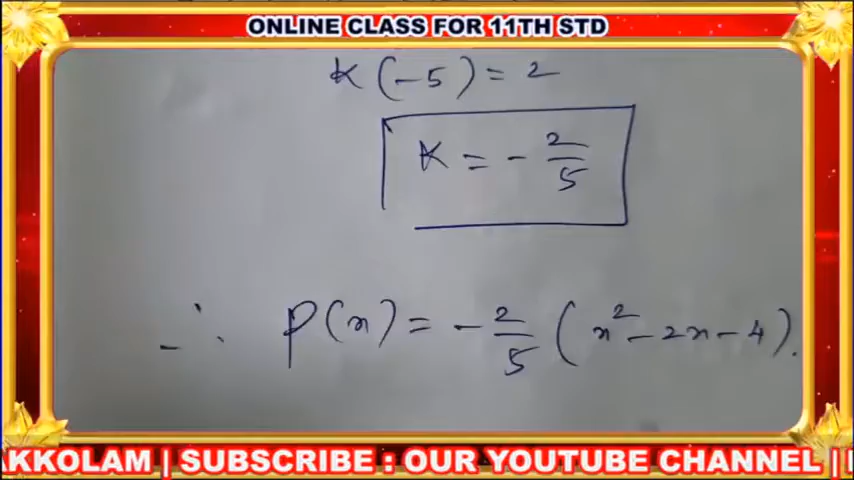 ONLINE CLASS FOR 11TH STD
K (-5) = 2
K = - 2/5
∴ P(x) = - 2/5 (x² - 2x - 4).
KKOLAM | SUBSCRIBE : OUR YOUTUBE CHANNEL ||